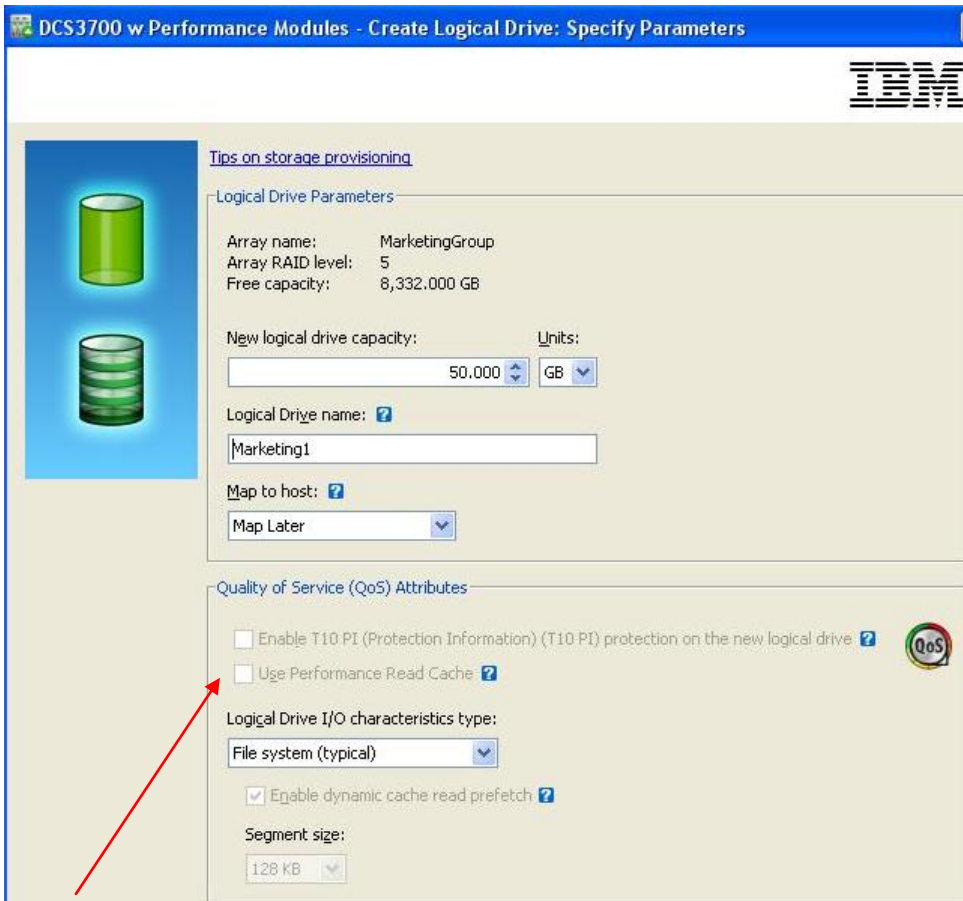 DCS3700 w Performance Modules - Create Logical Drive: Specify Parameters
IBM
Tips on storage provisioning
Logical Drive Parameters
Array name: MarketingGroup
Array RAID level: 5
Free capacity: 8,332.000 GB
New logical drive capacity: Units:
50.000 GB
Logical Drive name: ?
Marketing1
Map to host: ?
Map Later
Quality of Service (QoS) Attributes
Enable T10 PI (Protection Information) (T10 PI) protection on the new logical drive ?
QoS
Use Performance Read Cache ?
Logical Drive I/O characteristics type:
File system (typical)
Enable dynamic cache read prefetch ?
Segment size:
128 KB